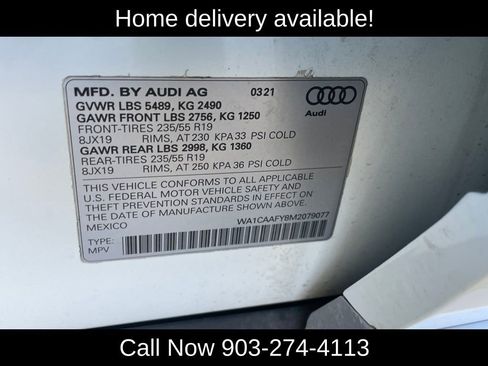 Home delivery available!
MFD. BY AUDI AG 03 21
GVWR LBS 5489, KG 2490
GAWR FRONT LBS 2756, KG 1250
FRONT-TIRES 235/55 R19
8JX19 RIMS, AT 230 KPA 33 PSI COLD
GAWR REAR LBS 2998, KG 1360
REAR-TIRES 235/55 R19
8JX19 RIMS, AT 250 KPA 36 PSI COLD
Audi
THIS VEHICLE CONFORMS TO ALL APPLICABLE
U.S. FEDERAL MOTOR VEHICLE SAFETY
STANDARDS IN EFFECT ON THE DATE OF
MANUFACTURE SHOWN ABOVE.
MEXICO
WA1CAAFY8M2079077
TYPE:
MPV
Call Now 903-274-4113